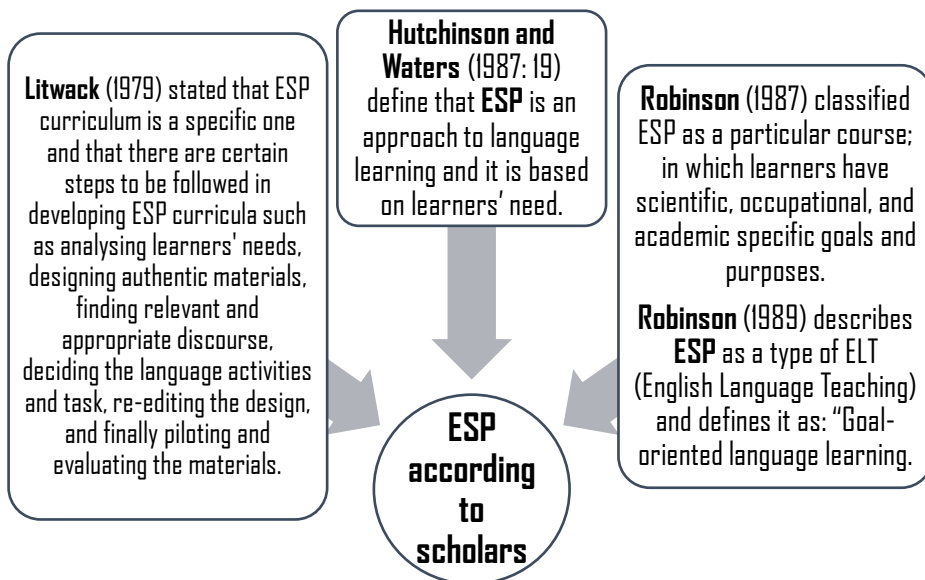 Litwack (1979) stated that ESP
curriculum is a specific one
and that there are certain
steps to be followed in
developing ESP curricula such
as analysing learners' needs,
designing authentic materials,
finding relevant and
appropriate discourse,
deciding the language activities
and task, re-editing the design,
and finally piloting and
evaluating the materials.
Hutchinson and
Waters (1987: 19)
define that ESP is an
approach to language
learning and it is based
on learners’ need.
Robinson (1987) classified
ESP as a particular course;
in which learners have
scientific, occupational, and
academic specific goals and
purposes.
Robinson (1989) describes
ESP as a type of ELT
(English Language Teaching)
and defines it as: “Goal-
oriented language learning.
ESP
according
to
scholars